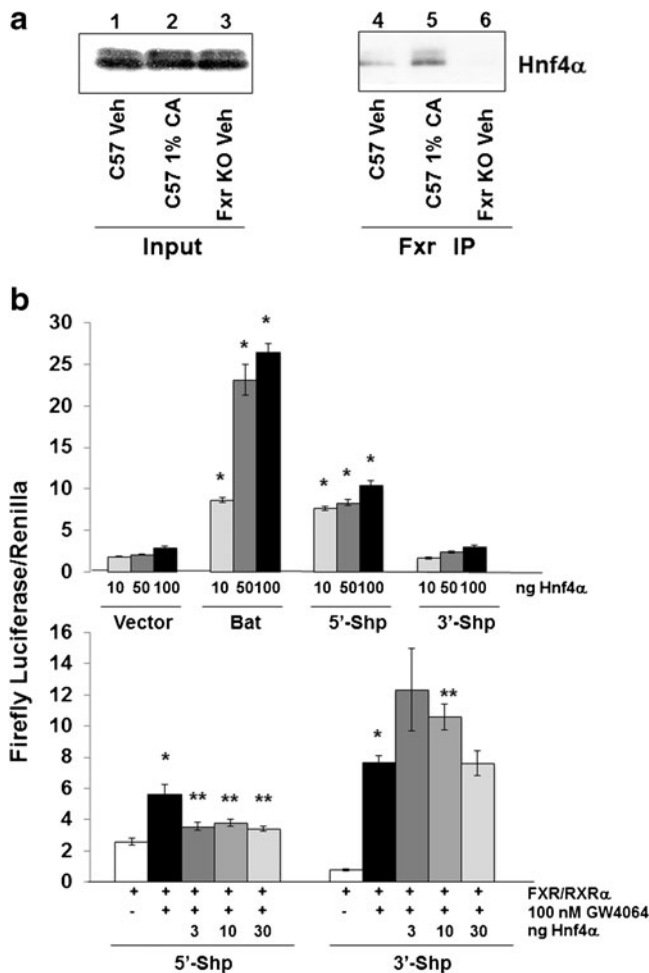 a
1 2 3 4 5 6
Hnf4α
C57 Veh
C57 1% CA
Fxr KO Veh
C57 Veh
C57 1% CA
Fxr KO Veh
Input
Fxr IP
b
Firefly Luciferase/Renilla
30
25
20
15
10
5
0
* * * * * *
10 50 100 10 50 100 10 50 100 10 50 100 ng Hnf4α
Vector Bat 5'-Shp 3'-Shp
16
14
12
10
8
6
4
2
0
* ** ** ** * **
+ + + + + + + + + + FXR/RXRα
- + + + + - + + + + 100 nM GW4064
3 10 30 3 10 30 ng Hnf4α
5'-Shp 3'-Shp